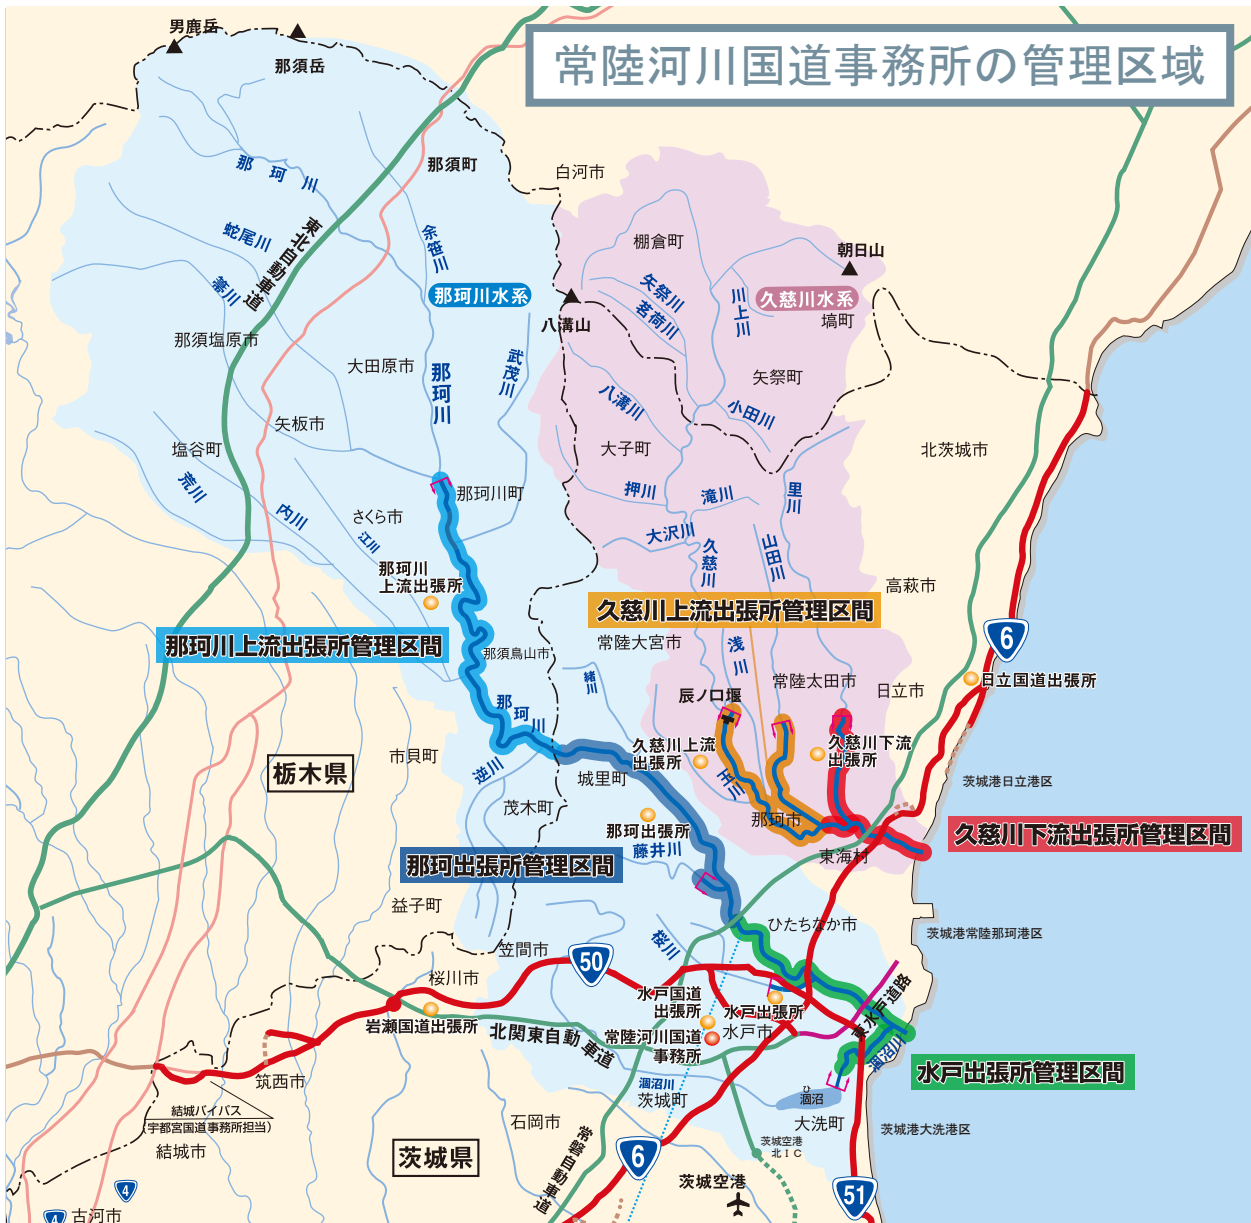 常陸河川国道事務所の管理区域
男鹿岳
那須岳
那須町
白河市
那珂川
蛇尾川
箒川
東北自動車道
余笹川
那珂川水系
八溝山
棚倉町
朝日山
矢祭川
茗荷川
川上川
久慈川水系
塙町
那須塩原市
大田原市
那珂川
武茂川
矢祭町
八溝川
小田川
矢板市
塩谷町
大子町
北茨城市
荒川
内川
さくら市
江川
那珂川町
押川
滝川
里川
大沢川
久慈川
山田川
那珂川
上流出張所
高萩市
久慈川上流出張所管理区間
那珂川上流出張所管理区間
那須烏山市
常陸大宮市
浅川
6
緒川
常陸太田市
日立市
日立国道出張所
辰ノ口堰
那珂川
久慈川上流
出張所
久慈川下流
出張所
市貝町
栃木県
逆川
城里町
玉川
茨城港日立港区
茂木町
那珂出張所
藤井川
那珂市
東海村
久慈川下流出張所管理区間
那珂出張所管理区間
益子町
ひたちなか市
茨城港常陸那珂港区
笠間市
桜川
50
桜川市
水戸国道
出張所
水戸出張所
東水戸道路
岩瀬国道出張所
北関東自動車道
常陸河川国道
事務所
水戸市
涸沼川
水戸出張所管理区間
筑西市
涸沼川
茨城町
ひ
涸沼
大洗町
茨城港大洗港区
結城バイパス
(宇都宮国道事務所担当)
結城市
石岡市
茨城県
常磐自動車道
6
茨城空港
北IC
茨城空港
51
4
4
古河市